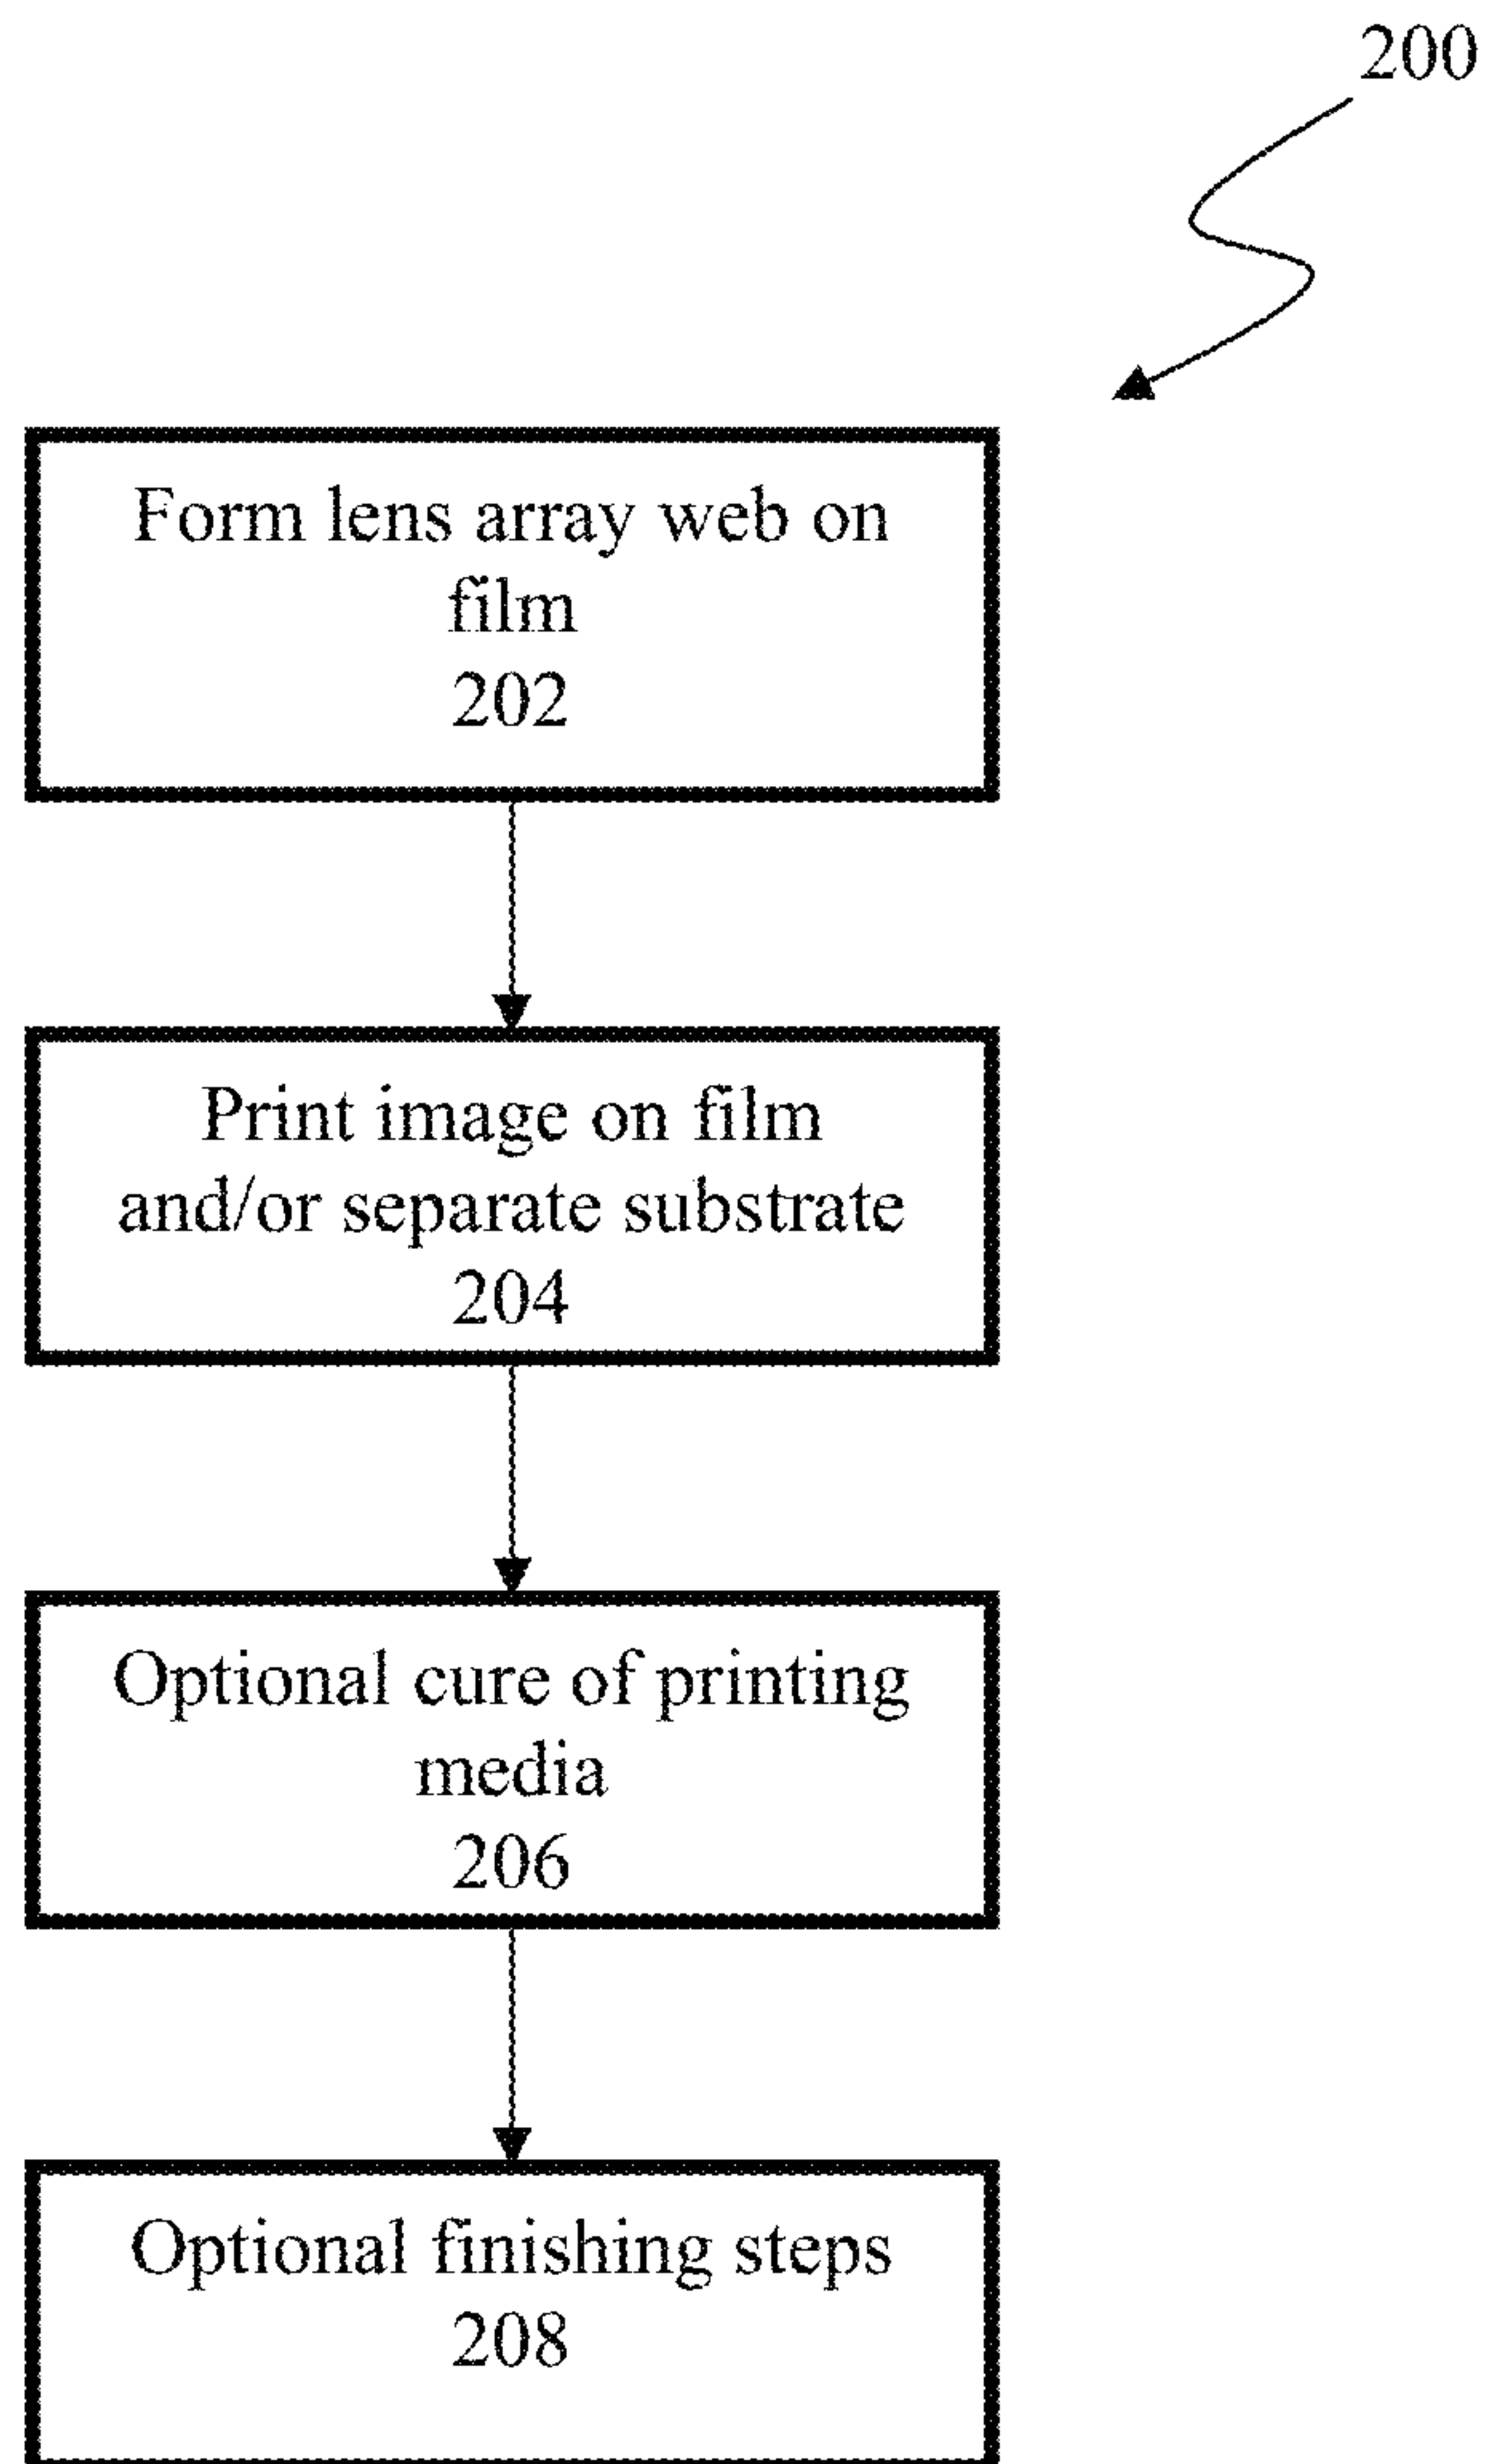 200
Form lens array web on
film
202
Print image on film
and/or separate substrate
204
Optional cure of printing
media
206
Optional finishing steps
208